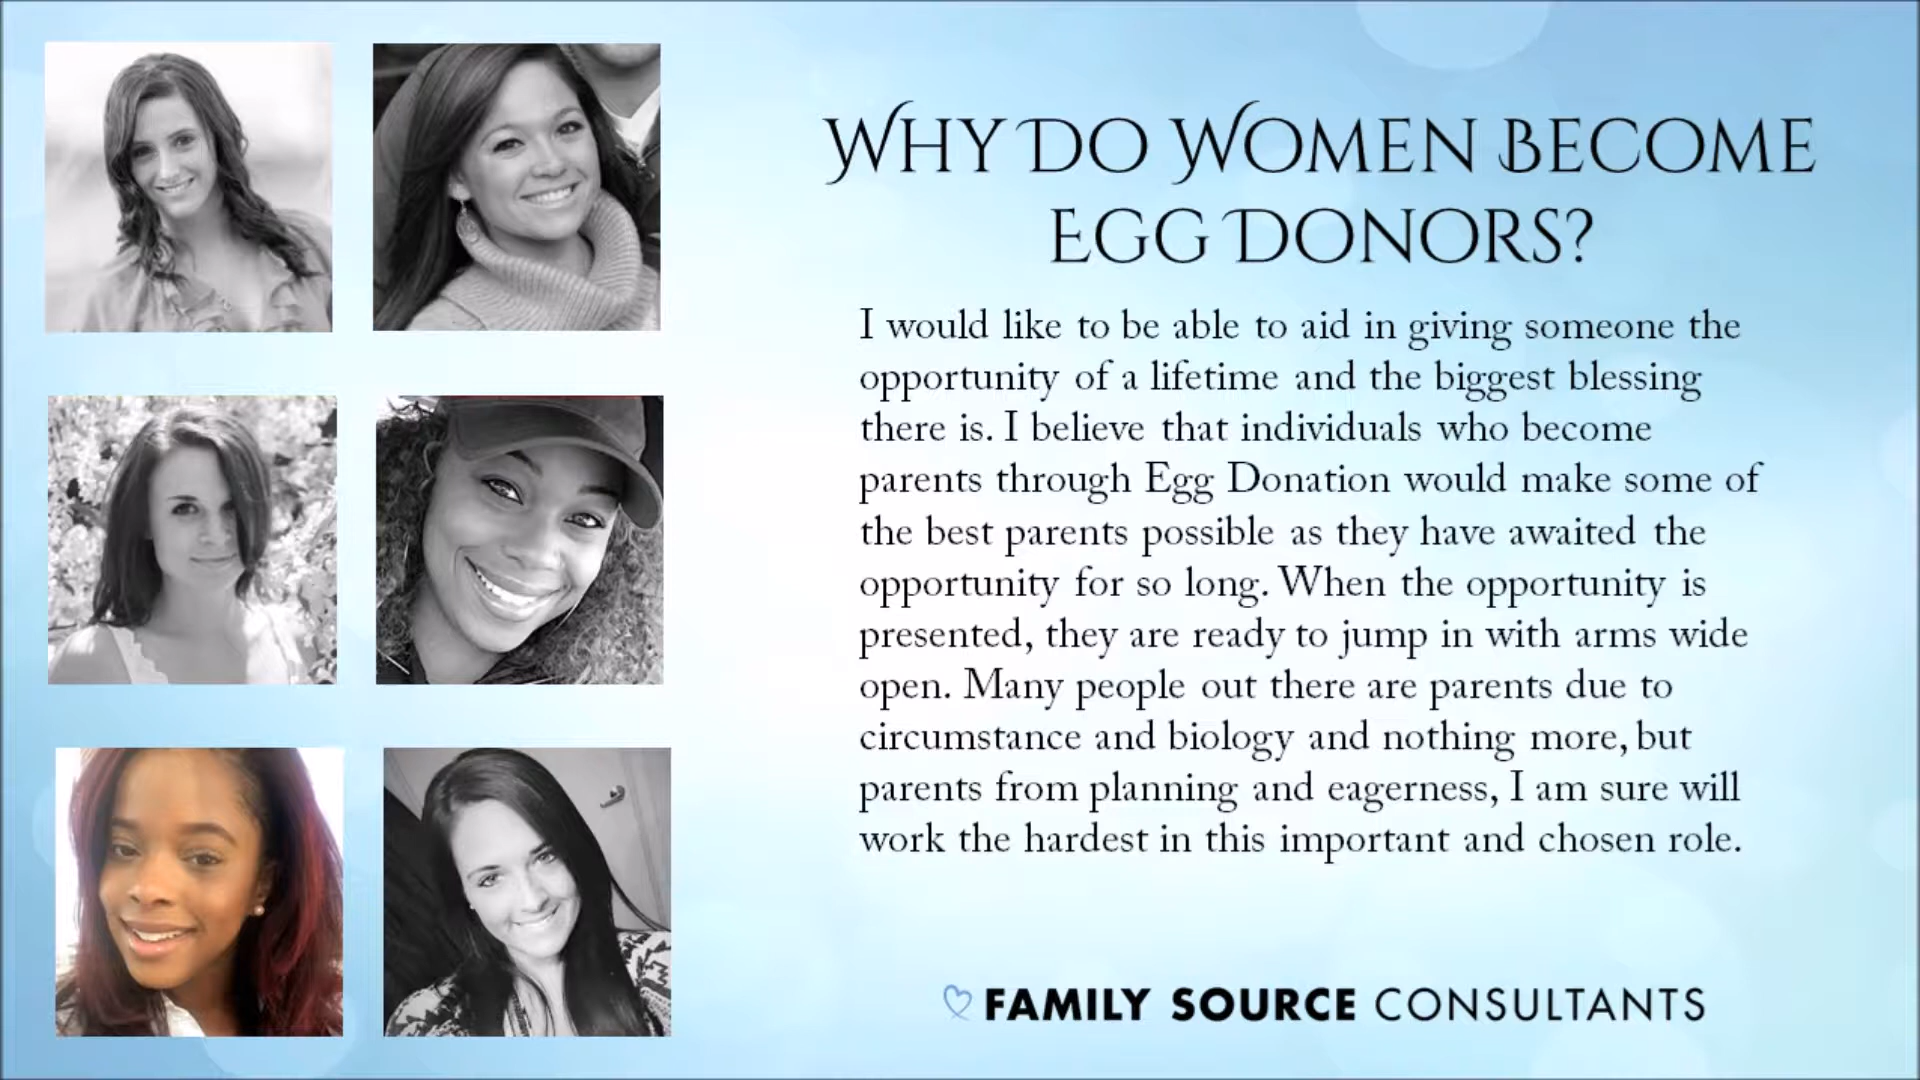 WHY DO WOMEN BECOME
EGG DONORS?
I would like to be able to aid in giving someone the
opportunity of a lifetime and the biggest blessing
there is. I believe that individuals who become
parents through Egg Donation would make some of
the best parents possible as they have awaited the
opportunity for so long. When the opportunity is
presented, they are ready to jump in with arms wide
open. Many people out there are parents due to
circumstance and biology and nothing more, but
parents from planning and eagerness, I am sure will
work the hardest in this important and chosen role.
FAMILY SOURCE CONSULTANTS